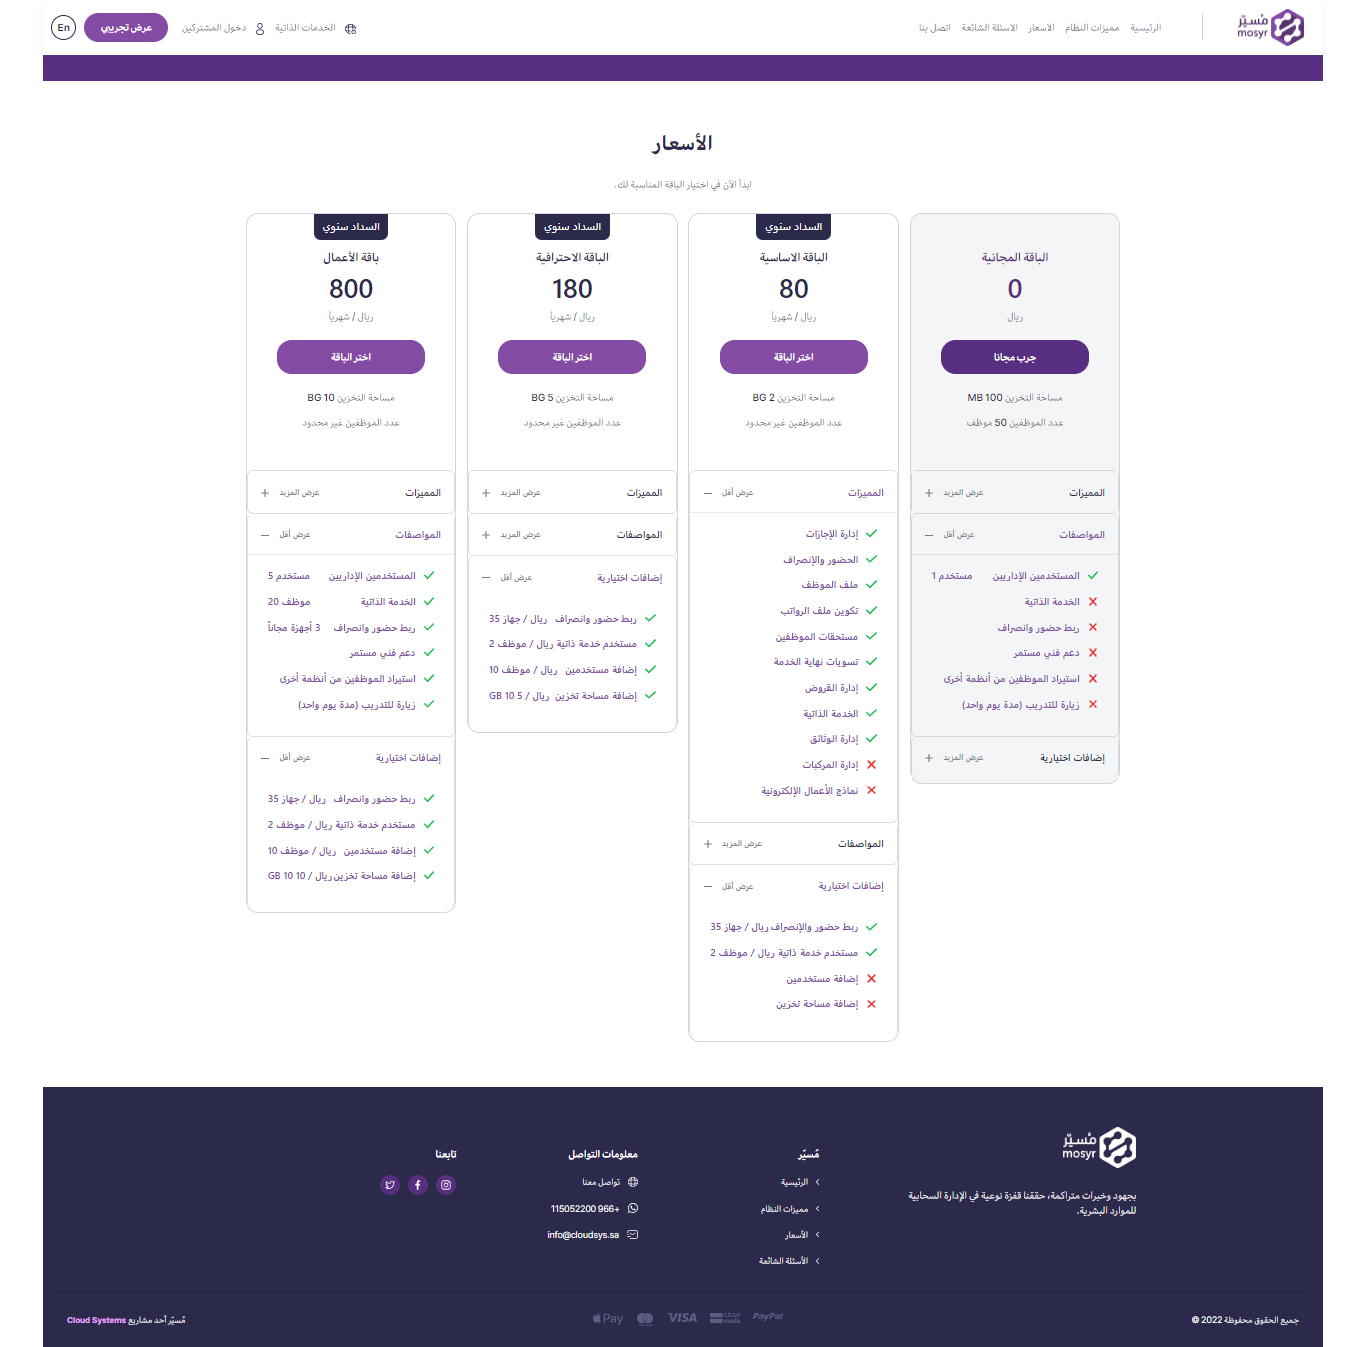 مُسيّر
mosyr
الرئيسية
مميزات النظام
الاسعار
الاسئلة الشائعة
اتصل بنا
الخدمات الذاتية
دخول المشتركين
عرض تجريبي
En
الأسعار
ابدأ الآن في اختيار الباقة المناسبة لك.
الباقة المجانية
0
ريال
جرب مجانا
مساحة التخزين 100 MB
عدد الموظفين 50 موظف
المميزات
عرض المزيد
المواصفات
عرض أقل
المستخدمين الإداريين
مستخدم 1
الخدمة الذاتية
ربط حضور وانصراف
دعم فني مستمر
استيراد الموظفين من أنظمة أخرى
زيارة للتدريب (مدة يوم واحد)
إضافات اختيارية
عرض المزيد
السداد سنوي
الباقة الاساسية
80
ريال / شهرياً
اختر الباقة
مساحة التخزين 2 BG
عدد الموظفين غير محدود
المميزات
عرض أقل
إدارة الإجازات
الحضور والإنصراف
ملف الموظف
تكوين ملف الرواتب
مستحقات الموظفين
تسويات نهاية الخدمة
إدارة القروض
الخدمة الذاتية
إدارة الوثائق
إدارة المركبات
نماذج الأعمال الإلكترونية
المواصفات
عرض المزيد
إضافات اختيارية
عرض أقل
ربط حضور والإنصراف ريال / جهاز 35
مستخدم خدمة ذاتية ريال / موظف 2
إضافة مستخدمين
إضافة مساحة تخزين
السداد سنوي
الباقة الاحترافية
180
ريال / شهرياً
اختر الباقة
مساحة التخزين 5 BG
عدد الموظفين غير محدود
المميزات
عرض المزيد
المواصفات
عرض المزيد
إضافات اختيارية
عرض أقل
ربط حضور وانصراف ريال / جهاز 35
مستخدم خدمة ذاتية ريال / موظف 2
إضافة مستخدمين ريال / موظف 10
إضافة مساحة تخزين ريال / 5 10 GB
السداد سنوي
باقة الأعمال
800
ريال / شهرياً
اختر الباقة
مساحة التخزين 10 BG
عدد الموظفين غير محدود
المميزات
عرض المزيد
المواصفات
عرض أقل
المستخدمين الإداريين
مستخدم 5
الخدمة الذاتية
موظف 20
ربط حضور وانصراف
3 أجهزة مجاناً
دعم فني مستمر
استيراد الموظفين من أنظمة أخرى
زيارة للتدريب (مدة يوم واحد)
إضافات اختيارية
عرض أقل
ربط حضور وانصراف ريال / جهاز 35
مستخدم خدمة ذاتية ريال / موظف 2
إضافة مستخدمين ريال / موظف 10
إضافة مساحة تخزين ريال / 10 10 GB
مُسيّر
mosyr
بجهود وخبرات متراكمة، حققنا قفزة نوعية في الإدارة السحابية
للموارد البشرية.
مُسيّر
الرئيسية
مميزات النظام
الأسعار
الأسئلة الشائعة
معلومات التواصل
تواصل معنا
115052200 966+
info@cloudsys.sa
تابعنا
جميع الحقوق محفوظة 2022 ©
PayPal
مدى mada
VISA
Pay
مُسيّر أحد مشاريع Cloud Systems